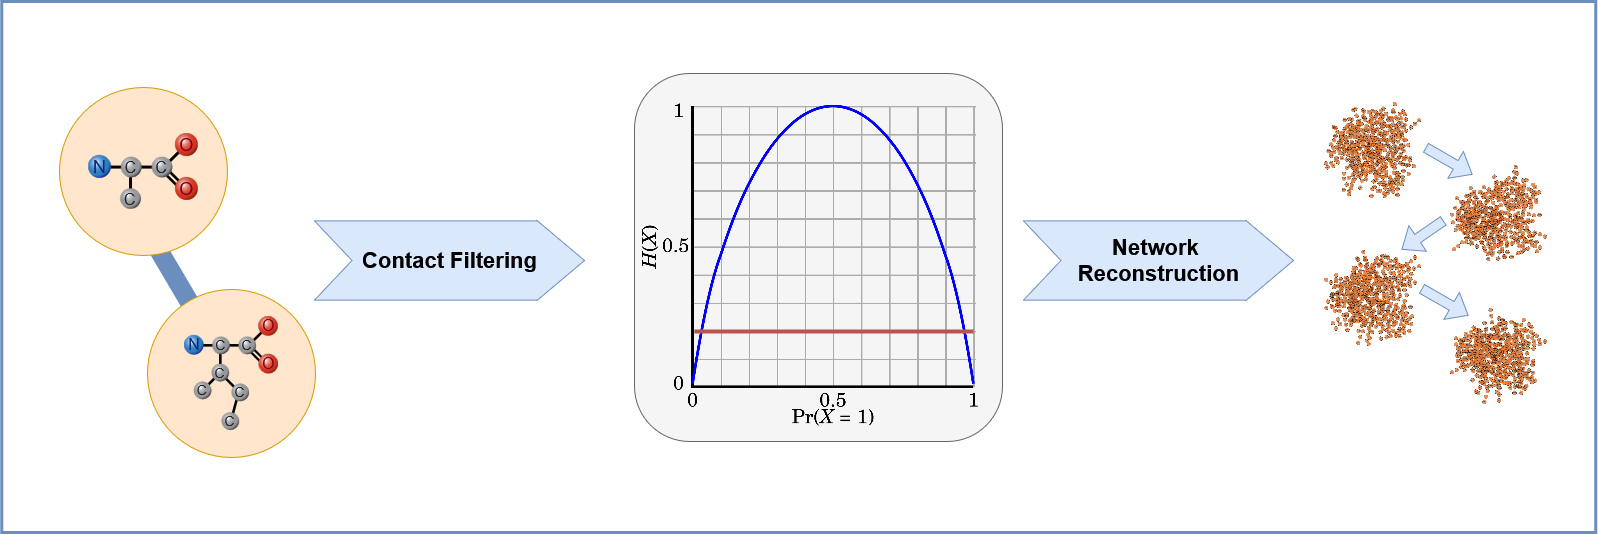 N
C
C
O
O
C
N
C
C
O
O
C
C
C
C
Contact Filtering
1
0.5
0
H(X)
0
0.5
1
Pr(X = 1)
Network
Reconstruction